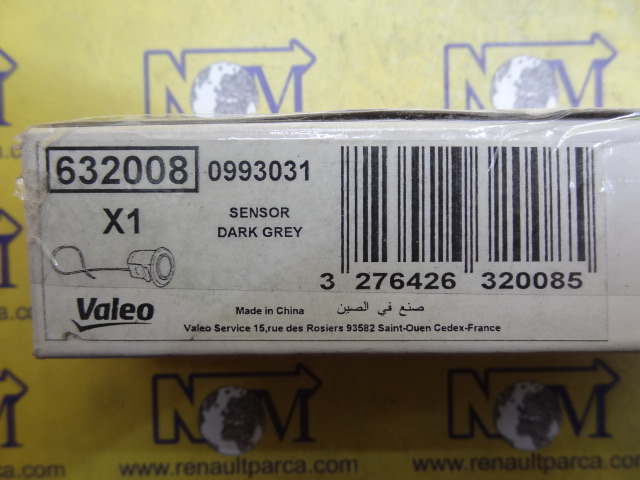 632008 0993031
X1
SENSOR
DARK GREY
3 276426 320085
Valeo
Made in China صنع في الصين
Valeo Service 15,rue des Rosiers 93582 Saint-Ouen Cedex-France
NOM
www.renaultparca.com
www.renaultparca.com